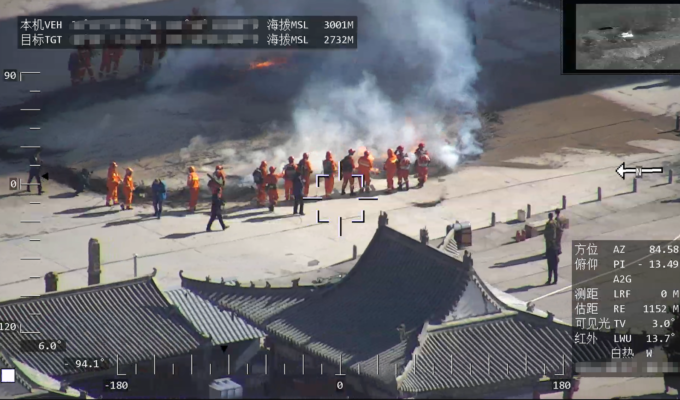 本机VEH 海拔MSL 3001M
目标TGT 海拔MSL 2732M
90
0
120
N
6.0°
- 94.1°
-180 0 180
方位 AZ 84.58
俯仰 PI - 13.49
A2G
测距 LRF 0 M
估距 RE 1152 M
可见光 TV 3.0°
红外 LWU 13.7°
白热 W